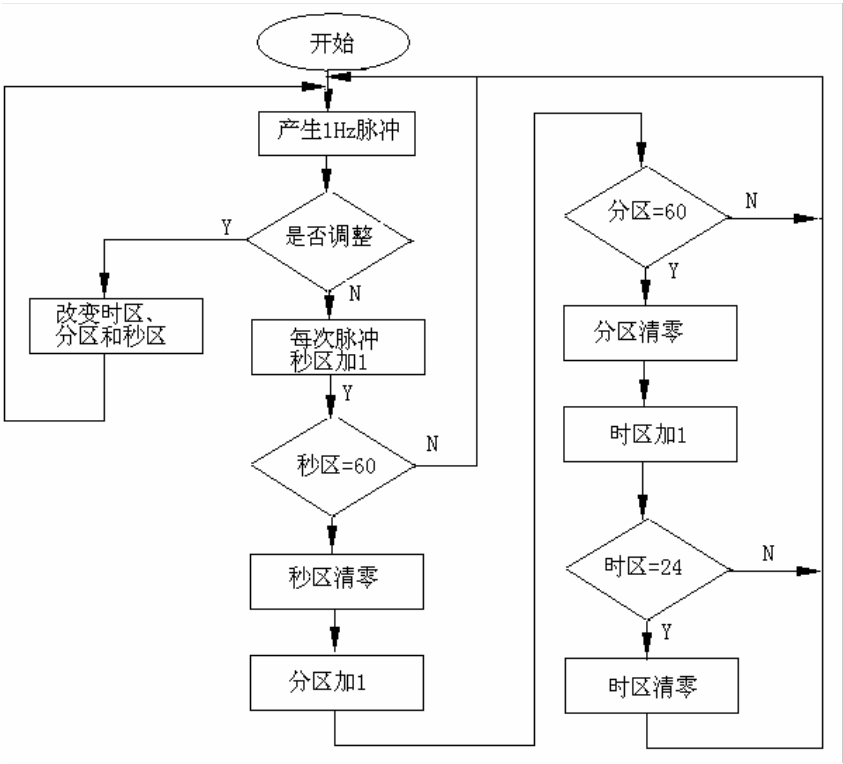 开始
产生1Hz脉冲
是否调整
Y
N
改变时区、
分区和秒区
每次脉冲
秒区加1
Y
秒区=60
N
秒区清零
分区加1
分区=60
N
Y
分区清零
时区加1
时区=24
N
Y
时区清零